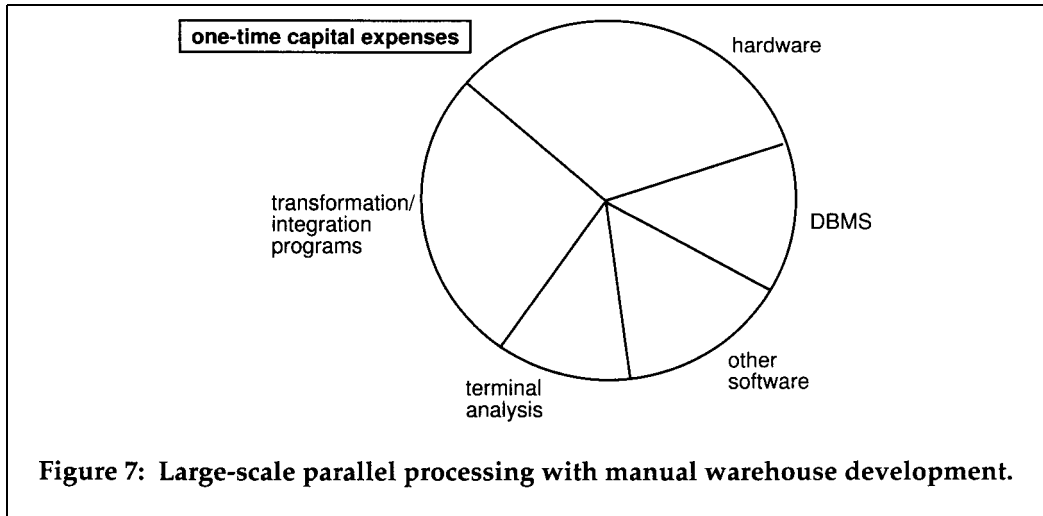 one-time capital expenses
hardware
transformation/
integration
programs
DBMS
other
software
terminal
analysis
Figure 7: Large-scale parallel processing with manual warehouse development.